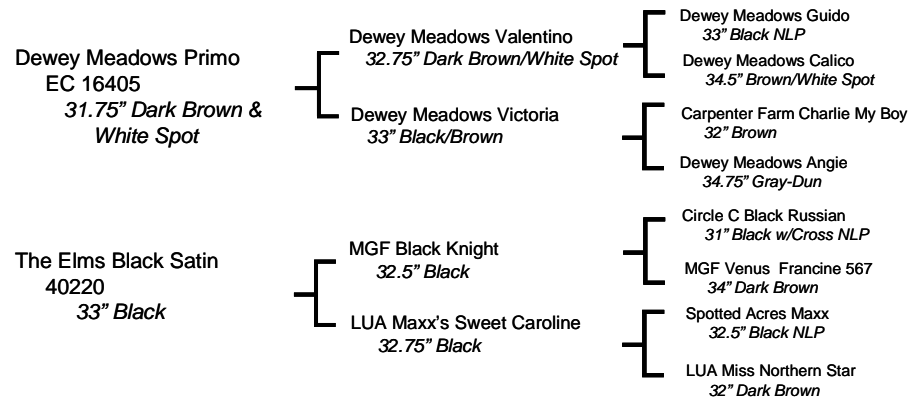 Dewey Meadows Primo
EC 16405
31.75” Dark Brown &
White Spot
Dewey Meadows Valentino
32.75” Dark Brown/White Spot
Dewey Meadows Victoria
33” Black/Brown
Dewey Meadows Guido
33” Black NLP
Dewey Meadows Calico
34.5” Brown/White Spot
Carpenter Farm Charlie My Boy
32” Brown
Dewey Meadows Angie
34.75” Gray-Dun
The Elms Black Satin
40220
33” Black
MGF Black Knight
32.5” Black
LUA Maxx’s Sweet Caroline
32.75” Black
Circle C Black Russian
31” Black w/Cross NLP
MGF Venus Francine 567
34” Dark Brown
Spotted Acres Maxx
32.5” Black NLP
LUA Miss Northern Star
32” Dark Brown